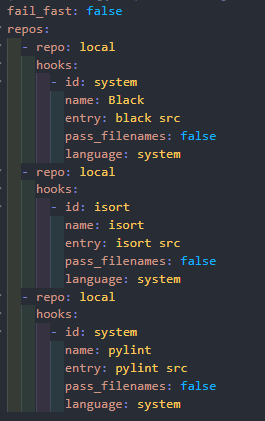 fail_fast: false
repos:
  - repo: local
    hooks:
      - id: system
        name: Black
        entry: black src
        pass_filenames: false
        language: system
  - repo: local
    hooks:
      - id: isort
        name: isort
        entry: isort src
        pass_filenames: false
        language: system
  - repo: local
    hooks:
      - id: system
        name: pylint
        entry: pylint src
        pass_filenames: false
        language: system